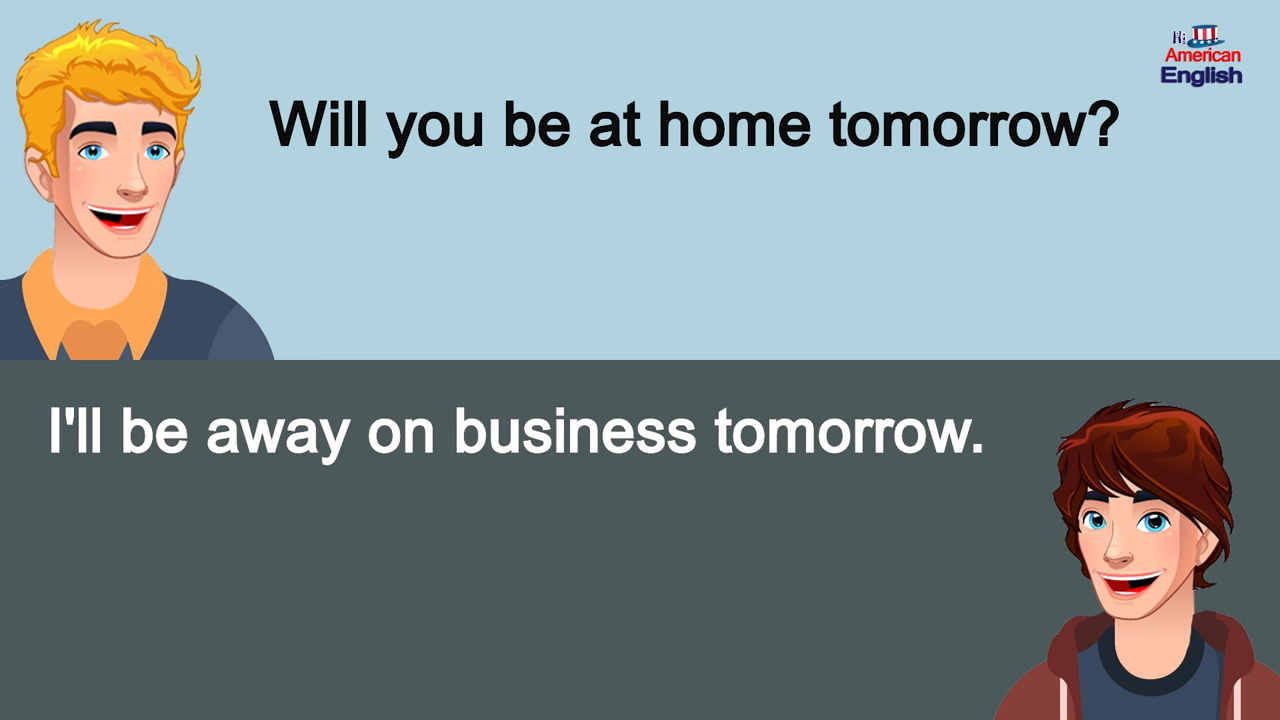 Hi
American
English
Will you be at home tomorrow?
I'll be away on business tomorrow.